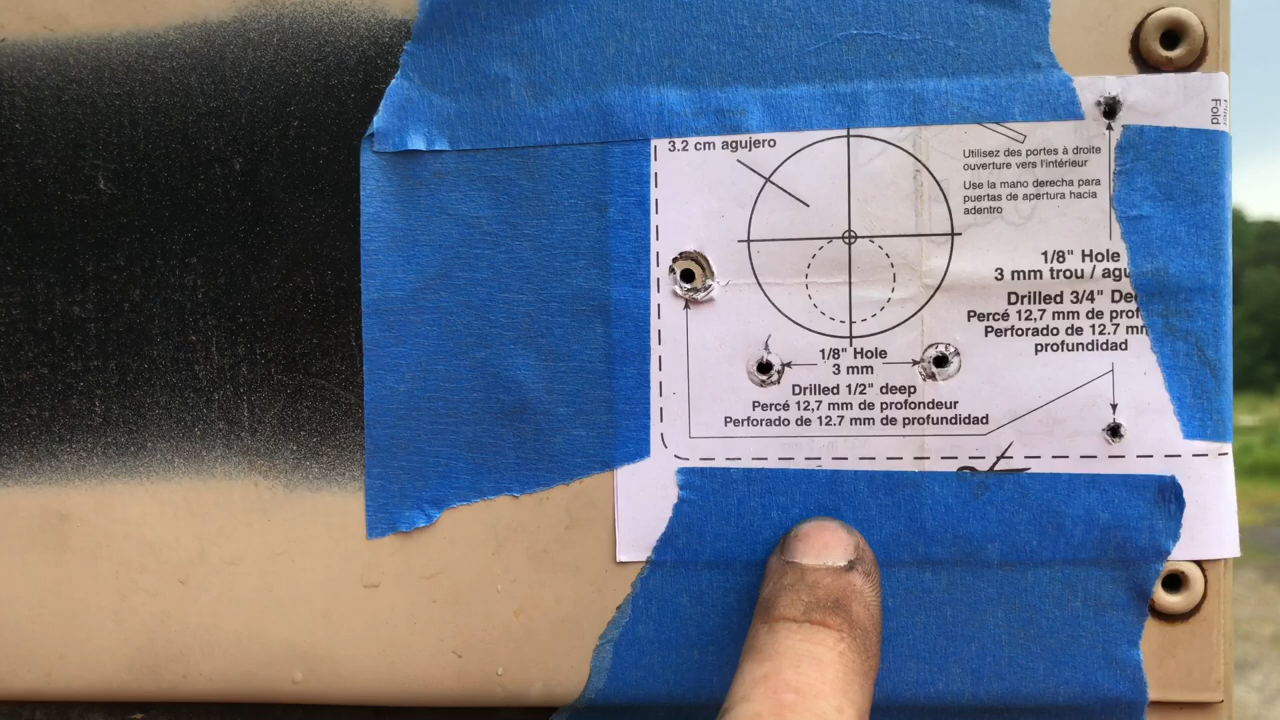 3.2 cm agujero
Utilisez des portes à droite
ouverture vers l'intérieur
Use la mano derecha para
puertas de apertura hacia
adentro
Fold
1/8" Hole
3 mm trou /
Drilled 3/4"
Percé 12,7 mm de
Perforado de 12.7
profundidad
1/8" Hole
3 mm
Drilled 1/2" deep
Percé 12,7 mm de profondeur
Perforado de 12.7 mm de profundidad